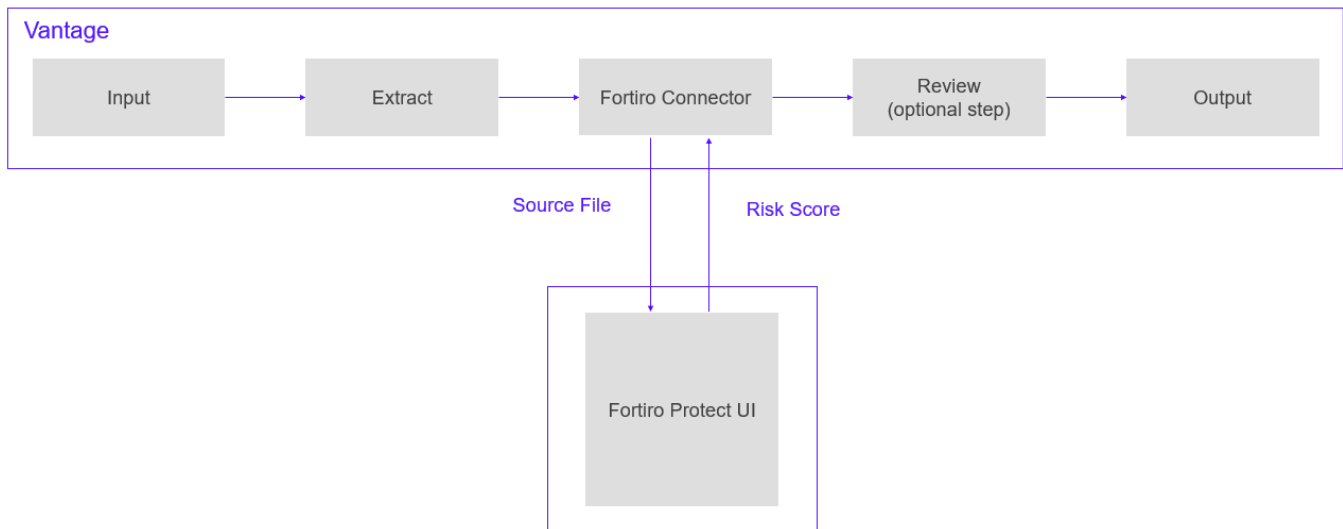 Vantage
Input
Extract
Fortiro Connector
Review
(optional step)
Output
Source File
Risk Score
Fortiro Protect UI